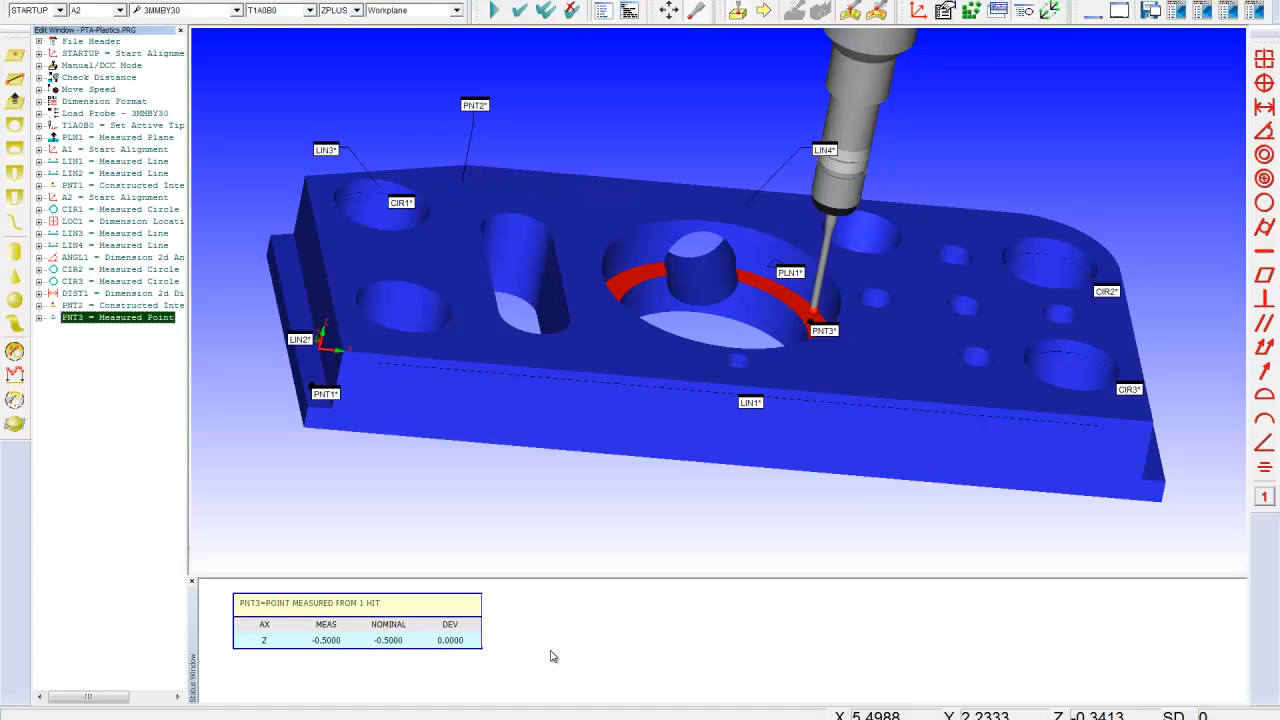 STARTUP A2 3MMBY30 T1A0B0 ZPLUS Workplane
Edit Window - PTA-Plastics.PRG
File Header
STARTUP = Start Alignme
Manual/DCC Mode
Check Distance
Move Speed
Dimension Format
Load Probe - 3MMBY30
T1A0B0 = Set Active Tip
PLN1 = Measured Plane
A1 = Start Alignment
LIN1 = Measured Line
LIN2 = Measured Line
PNT1 = Constructed Inte
A2 = Start Alignment
CIR1 = Measured Circle
LOC1 = Dimension Locati
LIN3 = Measured Line
LIN4 = Measured Line
ANGL1 = Dimension 2d An
CIR2 = Measured Circle
CIR3 = Measured Circle
DIST1 = Dimension 2d Di
PNT2 = Constructed Inte
PNT3 = Measured Point
PNT2*
LIN3*
LIN4*
CIR1*
PLN1*
CIR2*
PNT3*
LIN2*
PNT1*
CIR3*
LIN1*
1
Status Window
PNT3=POINT MEASURED FROM 1 HIT
AX MEAS NOMINAL DEV
Z -0.5000 -0.5000 0.0000
X 5.4988 Y 2.2333 Z -0.3413 SD 0